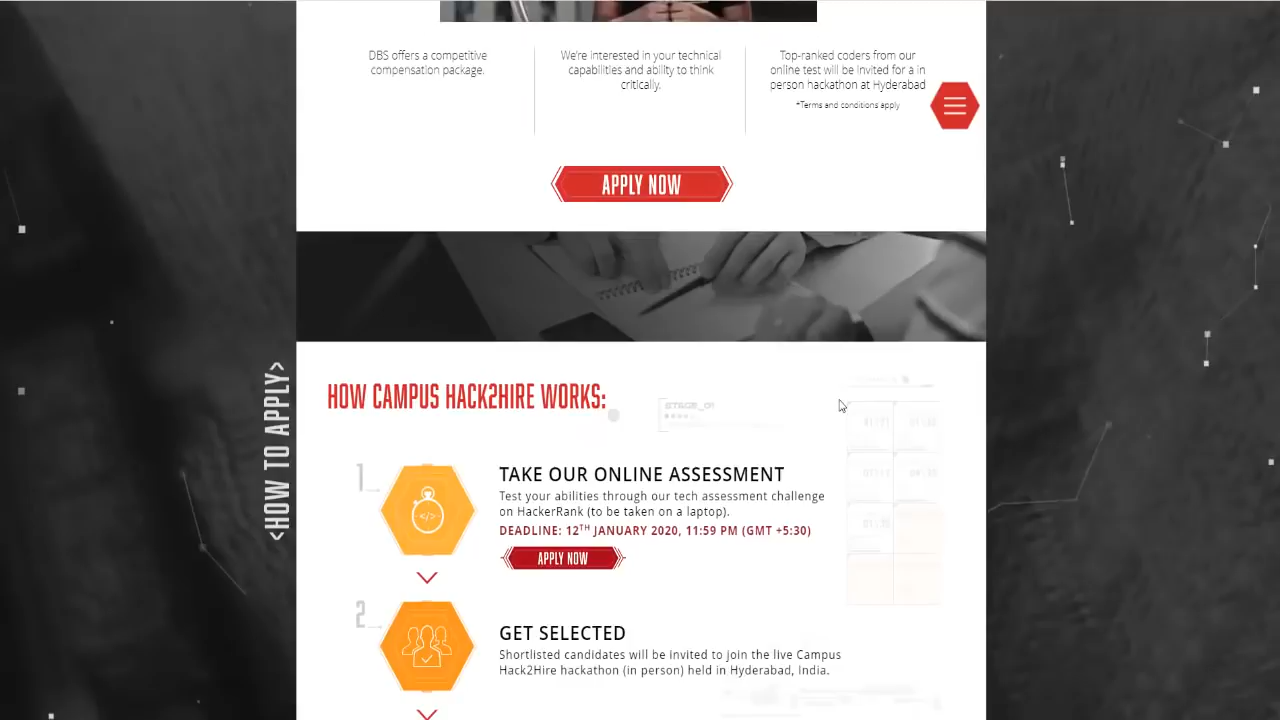 DBS offers a competitive
compensation package.
We're interested in your technical
capabilities and ability to think
critically.
Top-ranked coders from our
online test will be invited for a in
person hackathon at Hyderabad
*Terms and conditions apply
APPLY NOW
<HOW TO APPLY>
HOW CAMPUS HACK2HIRE WORKS:
STAGE_01
1
TAKE OUR ONLINE ASSESSMENT
Test your abilities through our tech assessment challenge
on HackerRank (to be taken on a laptop).
DEADLINE: 12TH JANUARY 2020, 11:59 PM (GMT +5:30)
APPLY NOW
2
GET SELECTED
Shortlisted candidates will be invited to join the live Campus
Hack2Hire hackathon (in person) held in Hyderabad, India.